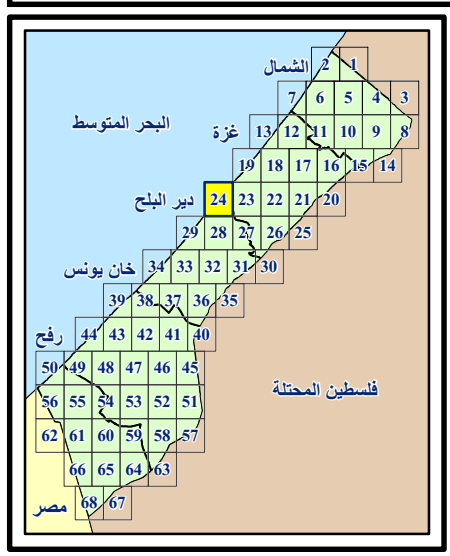 الشمال 2 1
7 6 5 4 3
البحر المتوسط
غزة 13 12 11 10 9 8
19 18 17 16 15 14
دير البلح 24 23 22 21 20
29 28 27 26 25
خان يونس 34 33 32 31 30
39 38 37 36 35
رفح 44 43 42 41 40
50 49 48 47 46 45
فلسطين المحتلة
56 55 54 53 52 51
62 61 60 59 58 57
66 65 64 63
مصر 68 67